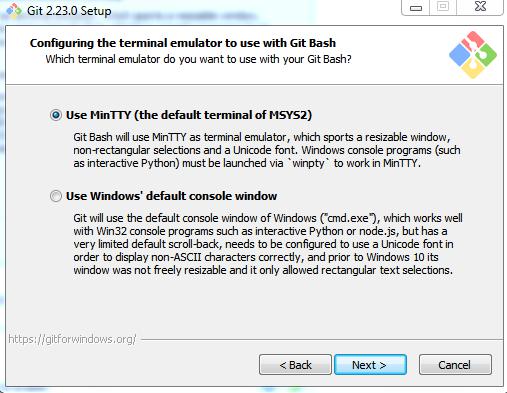 Git 2.23.0 Setup
Configuring the terminal emulator to use with Git Bash
Which terminal emulator do you want to use with your Git Bash?
Use MinTTY (the default terminal of MSYS2)
Git Bash will use MinTTY as terminal emulator, which sports a resizable window,
non-rectangular selections and a Unicode font. Windows console programs (such
as interactive Python) must be launched via `winpty` to work in MinTTY.
Use Windows' default console window
Git will use the default console window of Windows ("cmd.exe"), which works well
with Win32 console programs such as interactive Python or node.js, but has a
very limited default scroll-back, needs to be configured to use a Unicode font in
order to display non-ASCII characters correctly, and prior to Windows 10 its
window was not freely resizable and it only allowed rectangular text selections.
https://gitforwindows.org/
< Back
Next >
Cancel